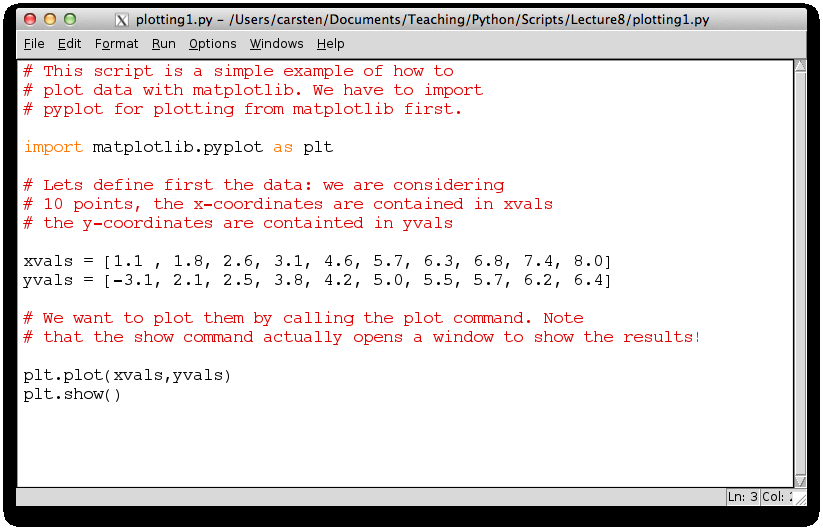 plotting1.py - /Users/carsten/Documents/Teaching/Python/Scripts/Lecture8/plotting1.py
File Edit Format Run Options Windows Help
# This script is a simple example of how to
# plot data with matplotlib. We have to import
# pyplot for plotting from matplotlib first.
import matplotlib.pyplot as plt
# Lets define first the data: we are considering
# 10 points, the x-coordinates are contained in xvals
# the y-coordinates are containted in yvals
xvals = [1.1 , 1.8, 2.6, 3.1, 4.6, 5.7, 6.3, 6.8, 7.4, 8.0]
yvals = [-3.1, 2.1, 2.5, 3.8, 4.2, 5.0, 5.5, 5.7, 6.2, 6.4]
# We want to plot them by calling the plot command. Note
# that the show command actually opens a window to show the results!
plt.plot(xvals,yvals)
plt.show()
Ln: 3 Col: